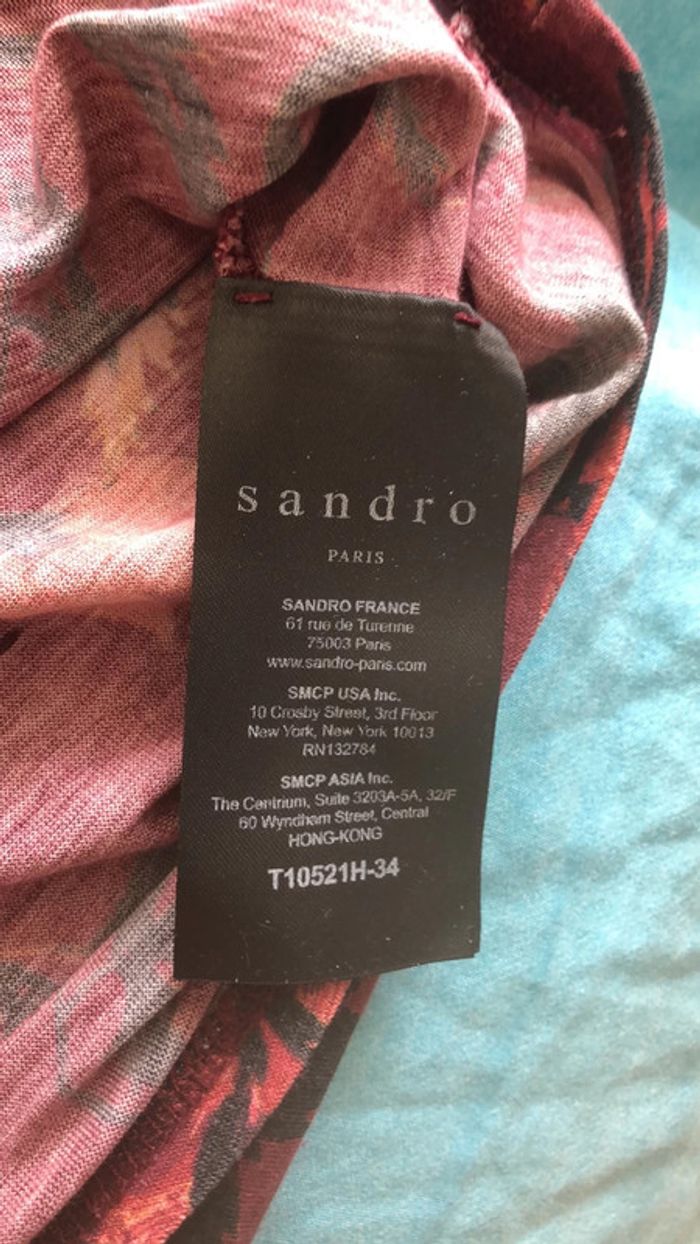 sandro
PARIS
SANDRO FRANCE
61 rue de Turenne
75003 Paris
www.sandro-paris.com
SMCP USA Inc.
10 Crosby Street, 3rd Floor
New York, New York 10013
RN132784
SMCP ASIA Inc.
The Centrium, Suite 3203A-5A, 32/F
60 Wyndham Street, Central
HONG-KONG
T10521H-34